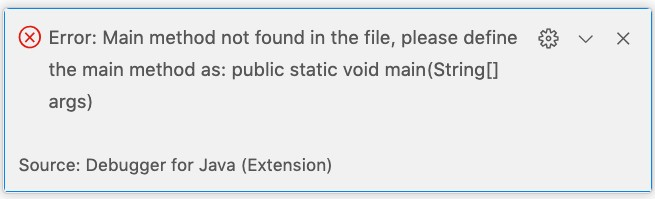 Error: Main method not found in the file, please define
the main method as: public static void main(String[]
args)
Source: Debugger for Java (Extension)